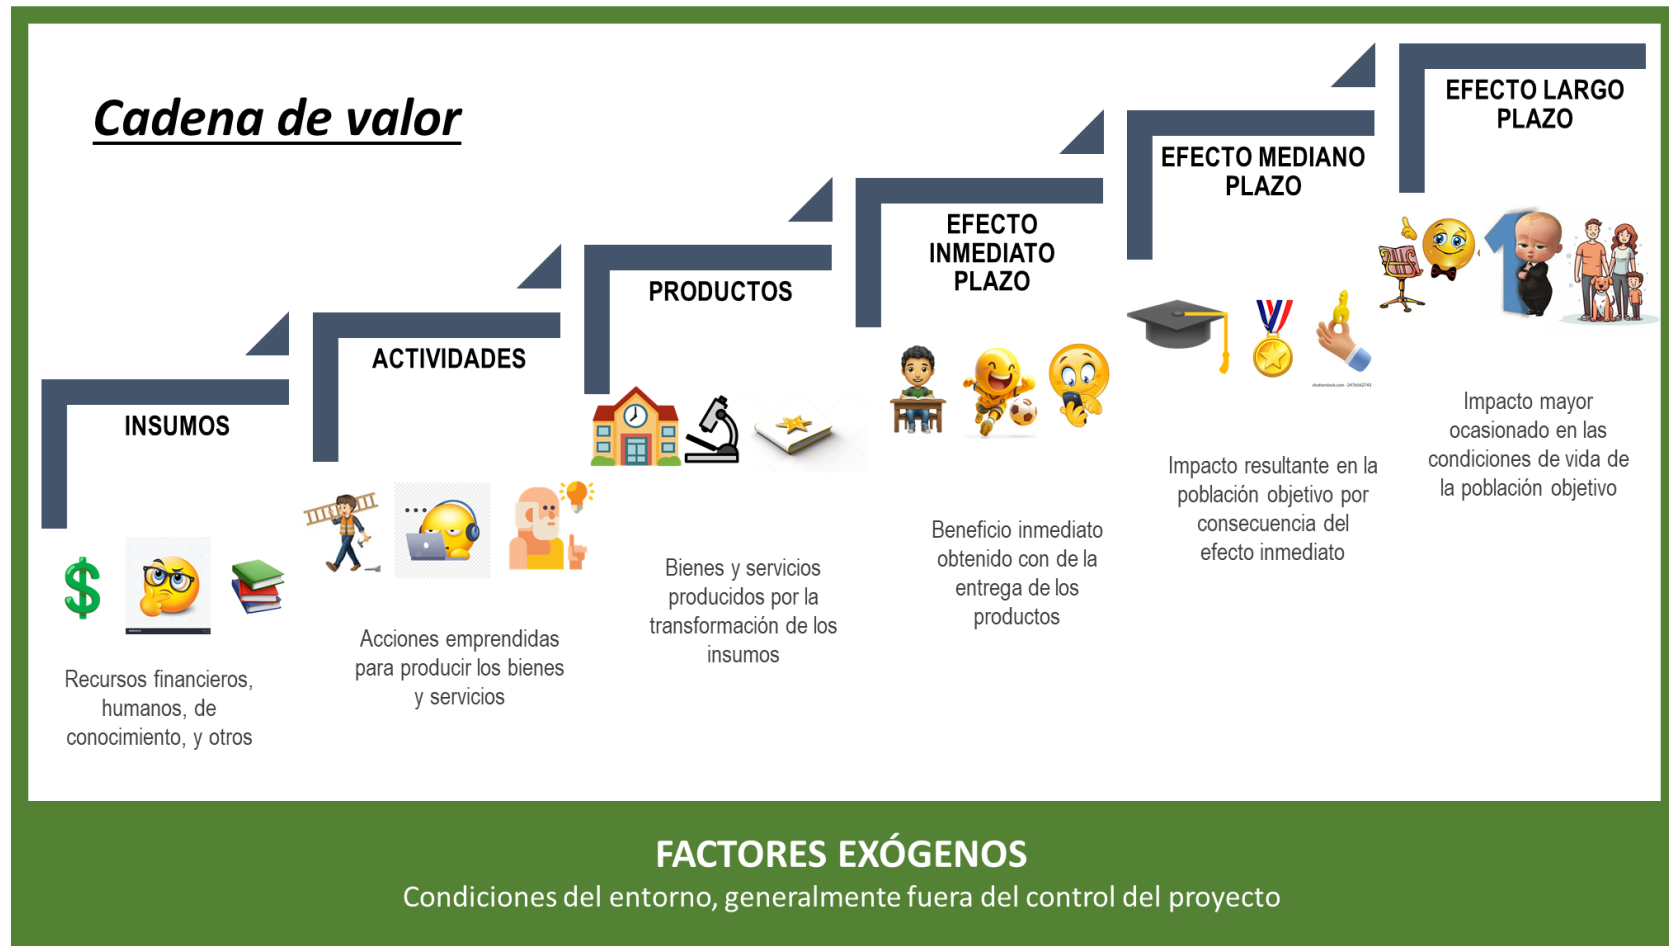 Cadena de valor
INSUMOS
Recursos financieros,
humanos, de
conocimiento, y otros
ACTIVIDADES
Acciones emprendidas
para producir los bienes
y servicios
PRODUCTOS
Bienes y servicios
producidos por la
transformación de los
insumos
EFECTO
INMEDIATO
PLAZO
Beneficio inmediato
obtenido con de la
entrega de los
productos
EFECTO MEDIANO
PLAZO
Impacto resultante en la
población objetivo por
consecuencia del
efecto inmediato
EFECTO LARGO
PLAZO
1
Impacto mayor
ocasionado en las
condiciones de vida de
la población objetivo
FACTORES EXÓGENOS
Condiciones del entorno, generalmente fuera del control del proyecto